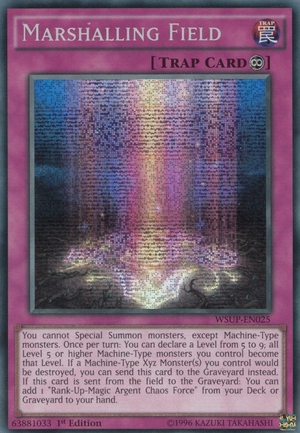 MARSHALLING FIELD
TRAP
罠
[TRAP CARD]
WSUP-EN025
You cannot Special Summon monsters, except Machine-Type
monsters. Once per turn: You can declare a Level from 5 to 9; all
Level 5 or higher Machine-Type monsters you control become
that Level. If a Machine-Type Xyz Monster(s) you control would
be destroyed, you can send this card to the Graveyard instead.
If this card is sent from the field to the Graveyard: You can
add 1 "Rank-Up-Magic Argent Chaos Force" from your Deck or
Graveyard to your hand.
63881033 1st Edition ©1996 KAZUKI TAKAHASHI